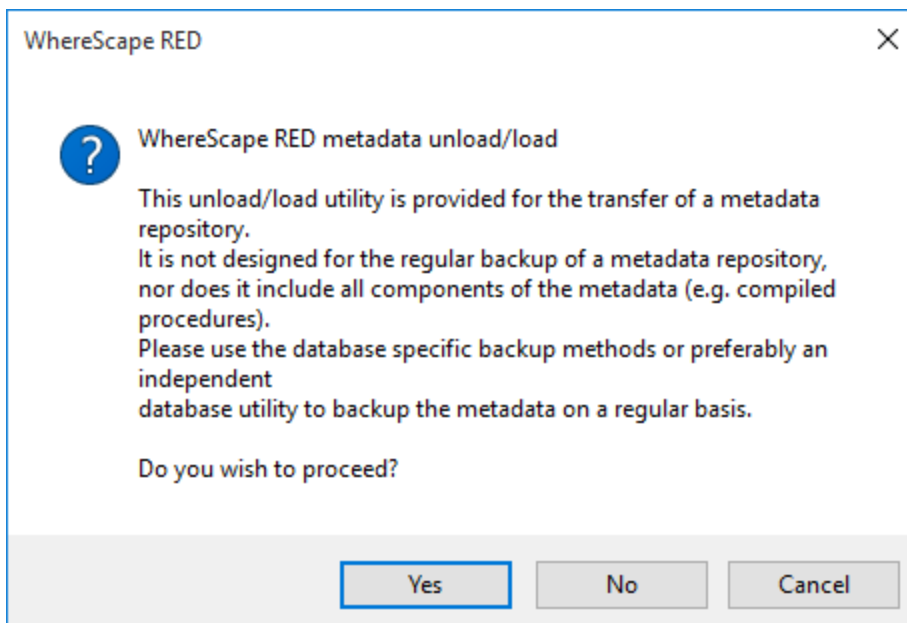 WhereScape RED
?
WhereScape RED metadata unload/load
This unload/load utility is provided for the transfer of a metadata
repository.
It is not designed for the regular backup of a metadata repository,
nor does it include all components of the metadata (e.g. compiled
procedures).
Please use the database specific backup methods or preferably an
independent
database utility to backup the metadata on a regular basis.
Do you wish to proceed?
Yes
No
Cancel